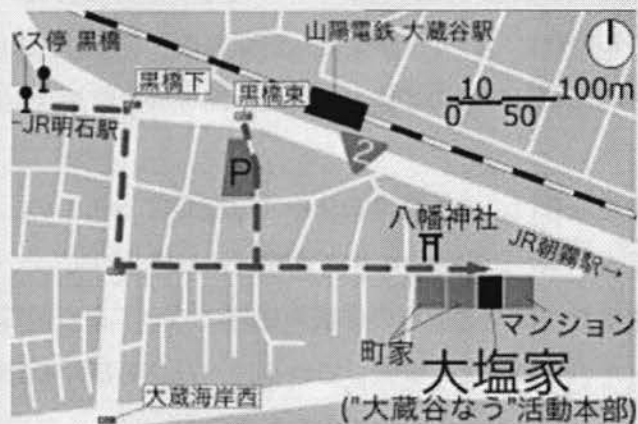 バス停 黒橋
山陽電鉄 大蔵谷駅
黒橋下
黒橋東
10 100m
0 50
←JR明石駅
2
P
八幡神社
JR朝霧駅→
町家
マンション
大塩家
("大蔵谷なう"活動本部)
大蔵海岸西